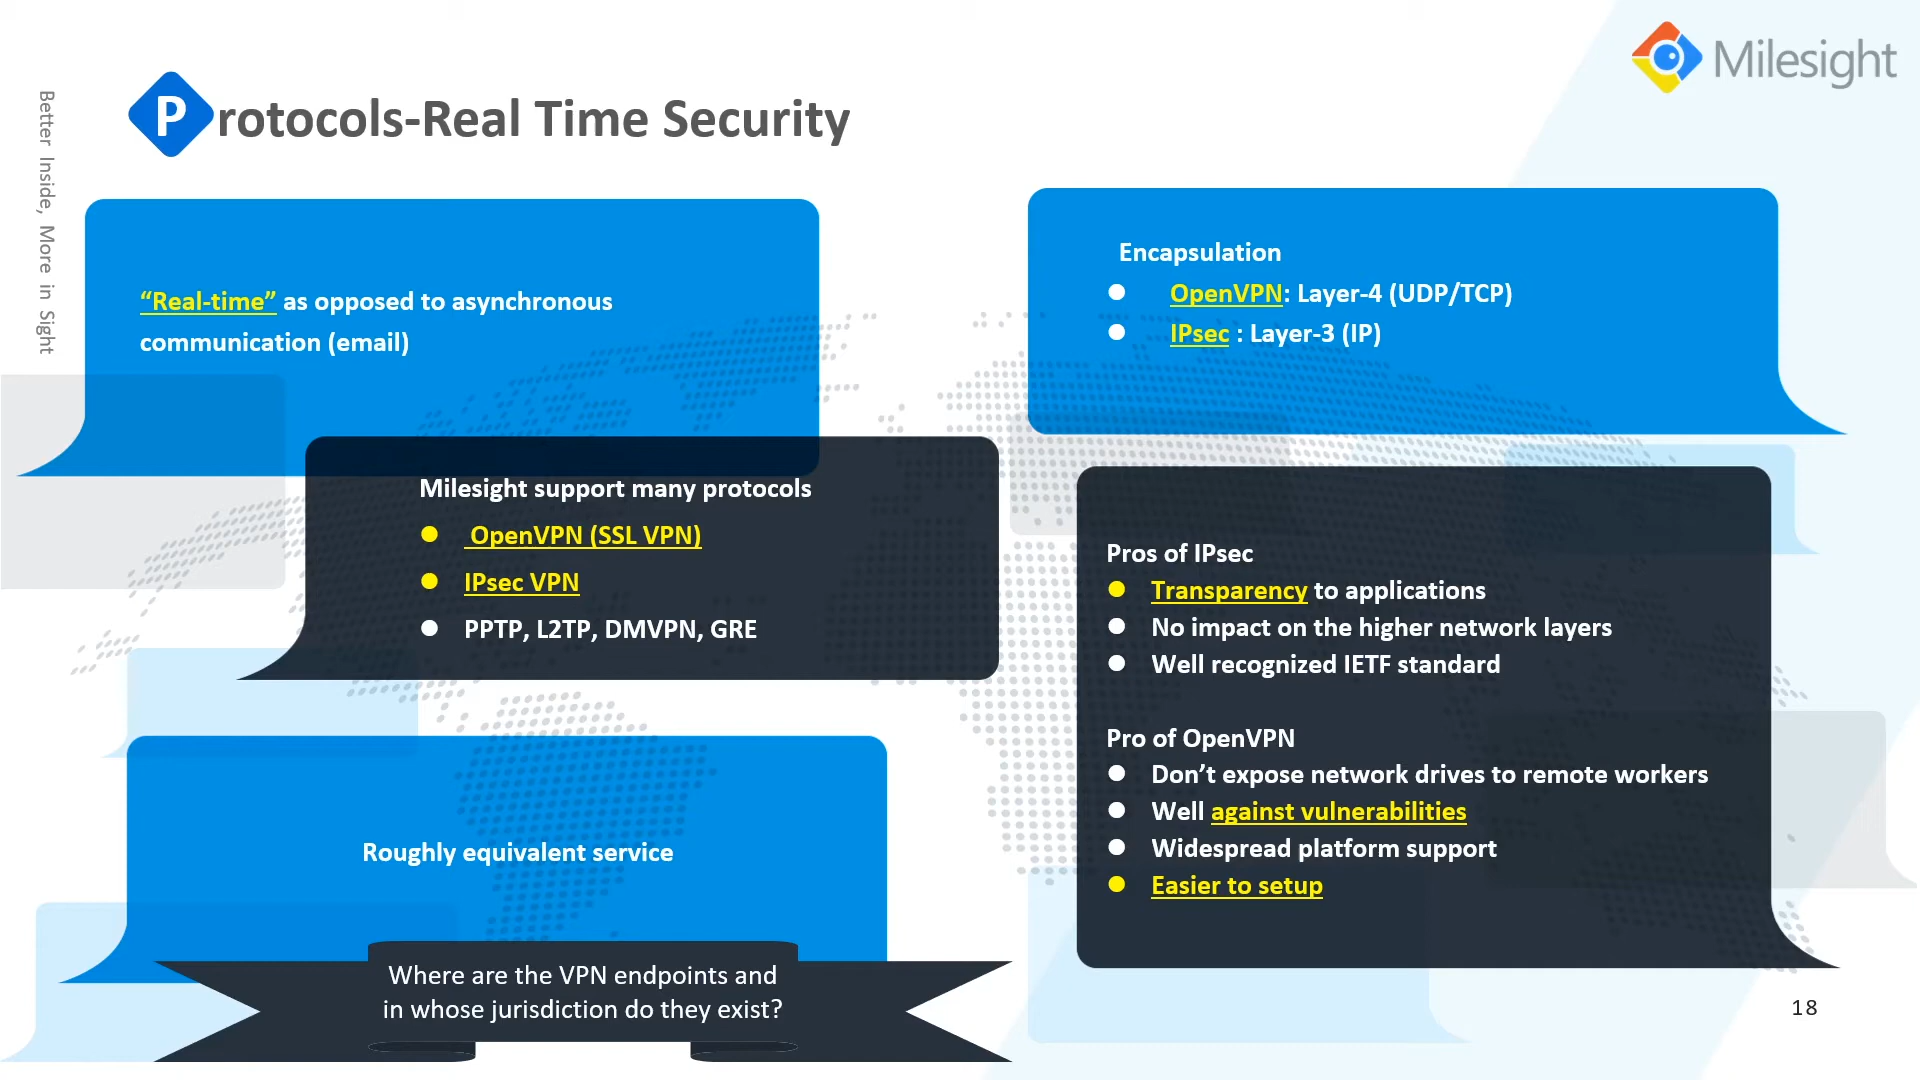 Milesight
Better Inside, More in Sight
Protocols-Real Time Security
“Real-time” as opposed to asynchronous
communication (email)
Milesight support many protocols
OpenVPN (SSL VPN)
IPsec VPN
PPTP, L2TP, DMVPN, GRE
Roughly equivalent service
Where are the VPN endpoints and
in whose jurisdiction do they exist?
Encapsulation
OpenVPN: Layer-4 (UDP/TCP)
IPsec : Layer-3 (IP)
Pros of IPsec
Transparency to applications
No impact on the higher network layers
Well recognized IETF standard
Pro of OpenVPN
Don’t expose network drives to remote workers
Well against vulnerabilities
Widespread platform support
Easier to setup
18